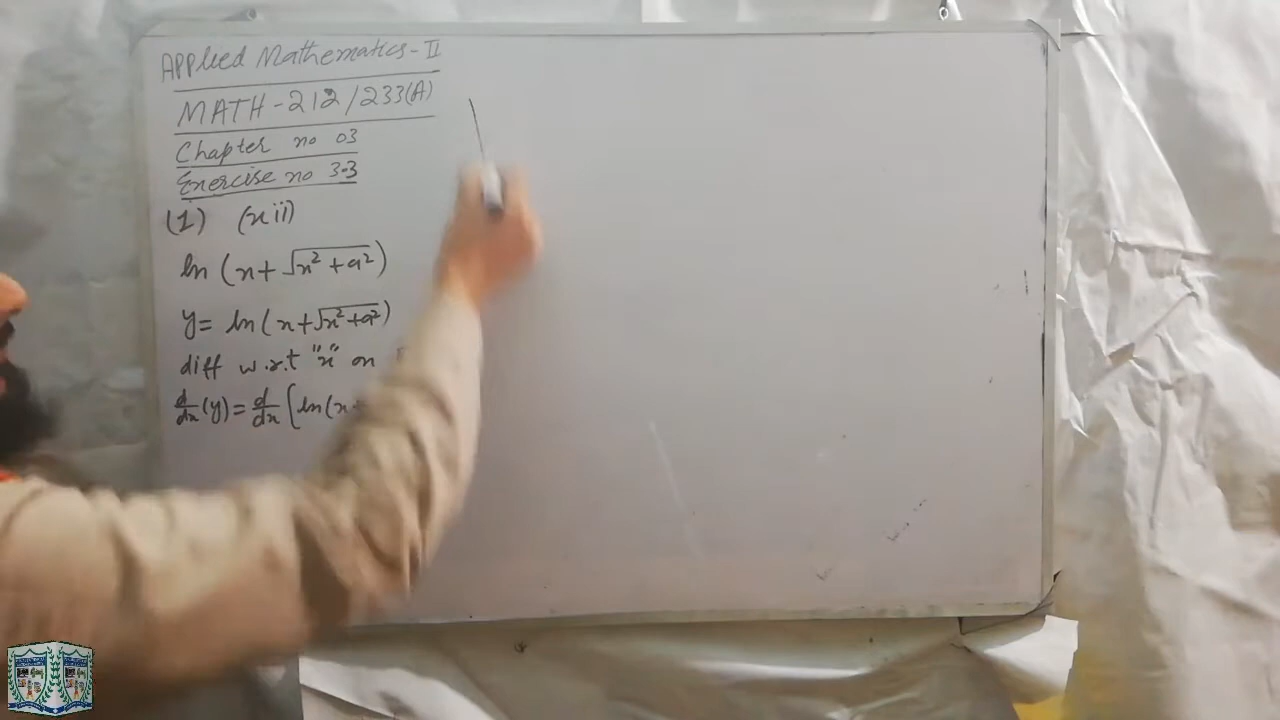 Applied Mathematics-II
MATH-212/233(A)
Chapter no 03
Exercise no 3.3
(1) (xii)
ln (x+√x²+a²)
y= ln(x+√x²+a²)
diff w.r.t "x" on
d/dx (y) = d/dx [ln(x+